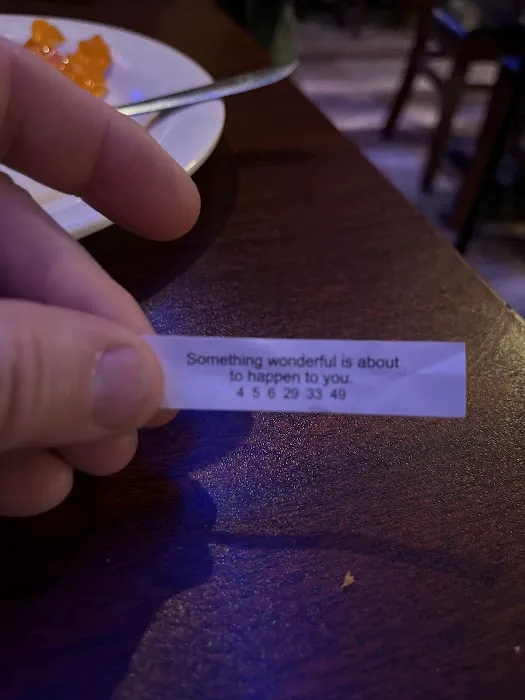 Something wonderful is about
to happen to you.
4 5 6 29 33 49